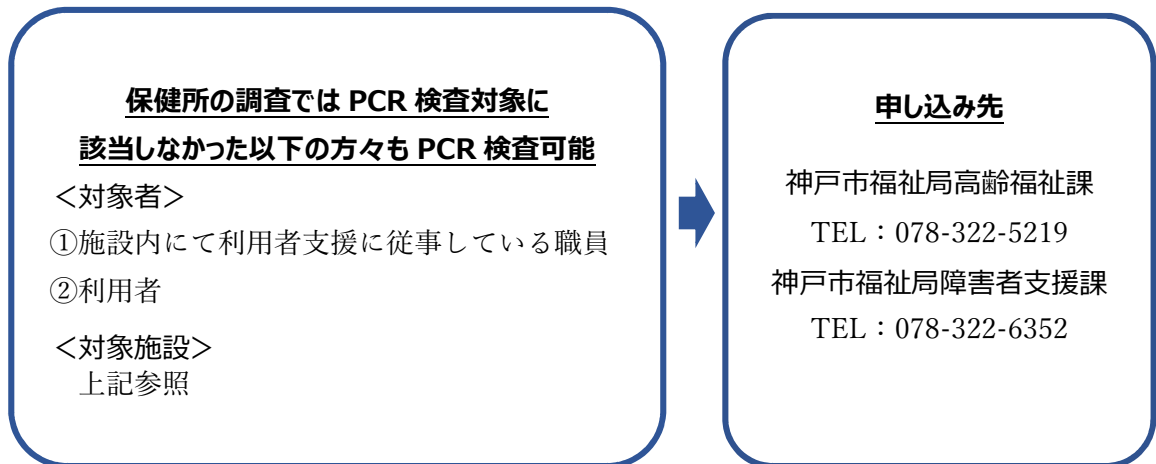 保健所の調査では PCR 検査対象に
該当しなかった以下の方々も PCR 検査可能
＜対象者＞
①施設内にて利用者支援に従事している職員
②利用者
＜対象施設＞
上記参照
申し込み先
神戸市福祉局高齢福祉課
TEL：078-322-5219
神戸市福祉局障害者支援課
TEL：078-322-6352